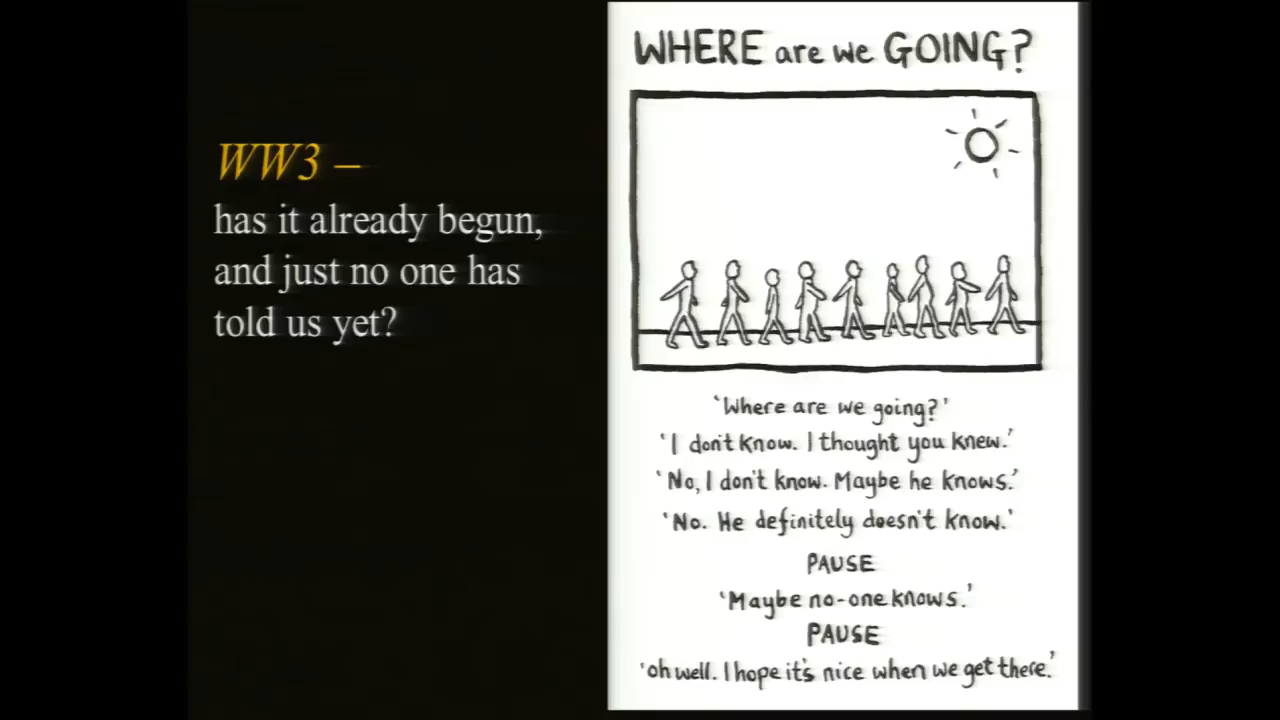 WW3 –
has it already begun,
and just no one has
told us yet?
WHERE are we GOING?
'Where are we going?'
'I don't know. I thought you knew.'
'No, I don't know. Maybe he knows.'
'No. He definitely doesn't know.'
PAUSE
'Maybe no-one knows.'
PAUSE
'oh well. I hope it's nice when we get there.'